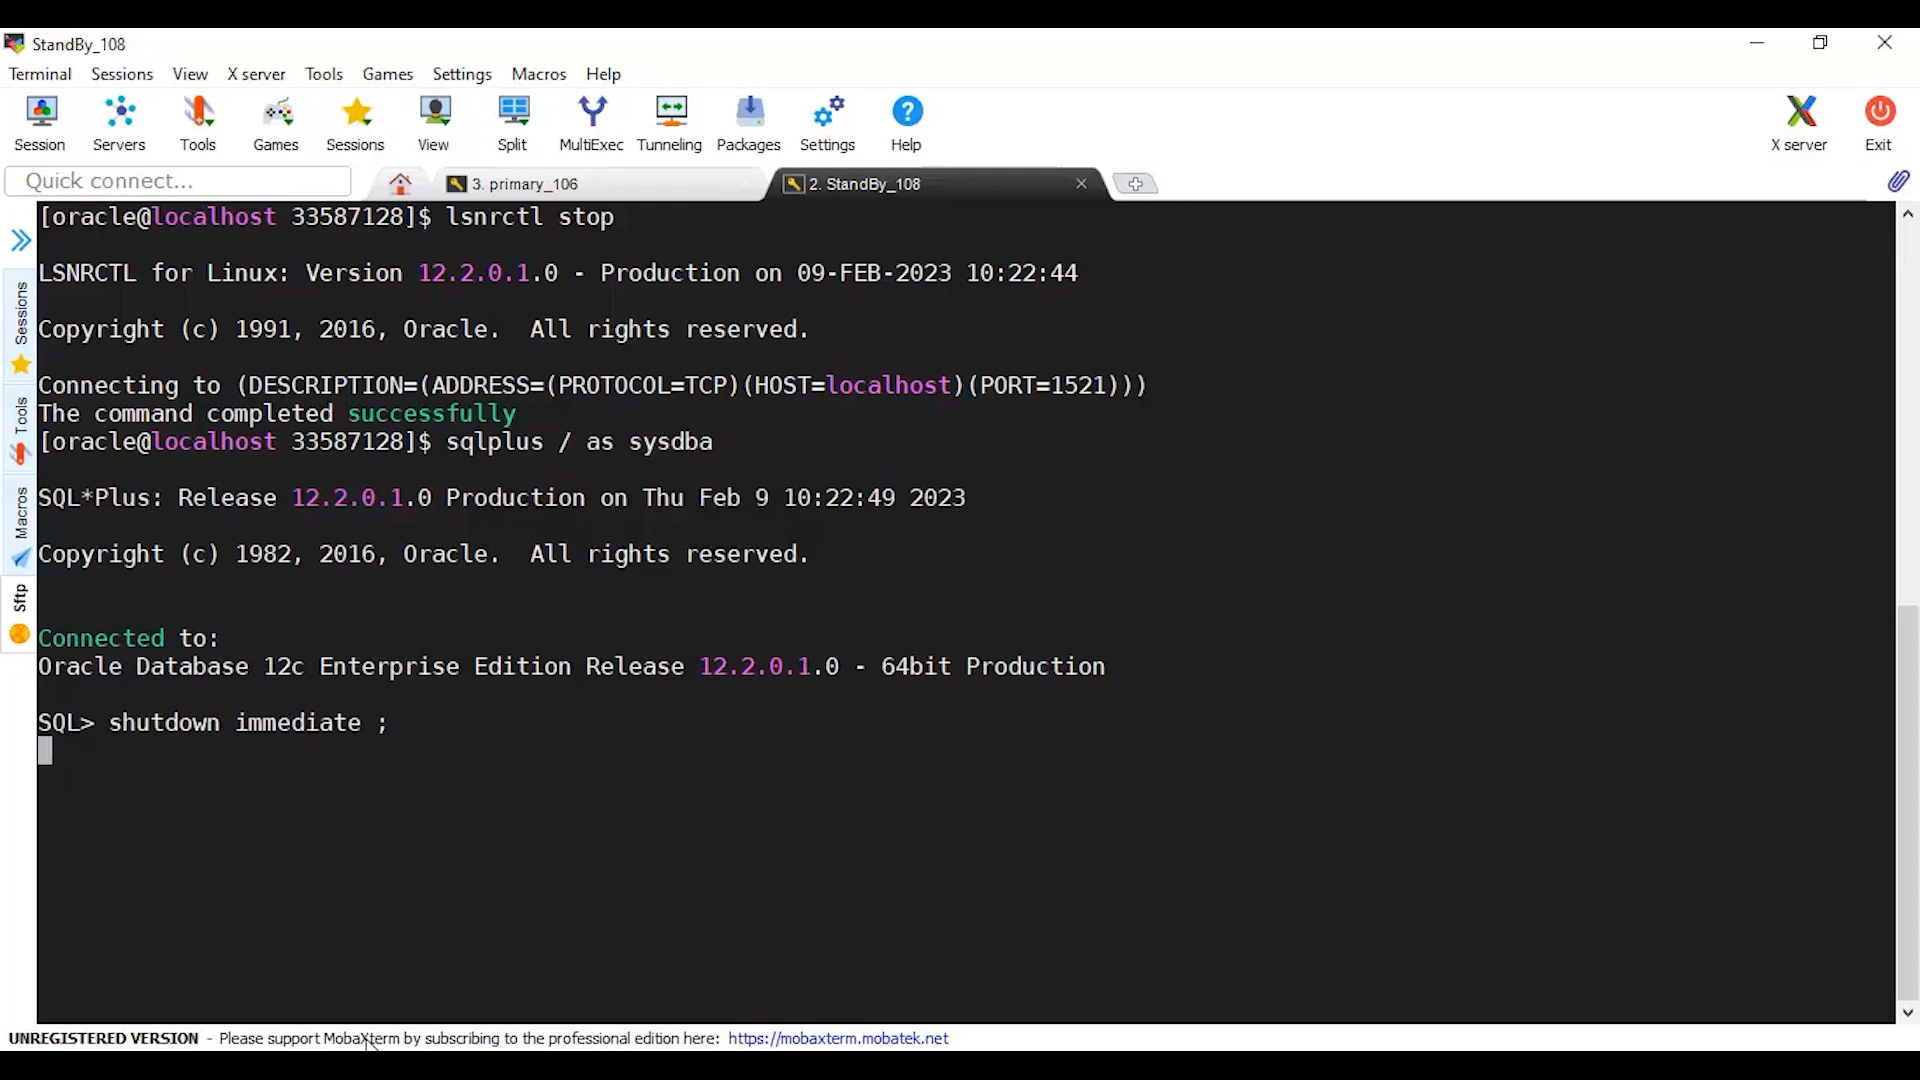 StandBy_108
Terminal Sessions View X server Tools Games Settings Macros Help
Session Servers Tools Games Sessions View Split MultiExec Tunneling Packages Settings Help X server Exit
Quick connect... 3. primary_106 2. StandBy_108
[oracle@localhost 33587128]$ lsnrctl stop
LSNRCTL for Linux: Version 12.2.0.1.0 - Production on 09-FEB-2023 10:22:44
Copyright (c) 1991, 2016, Oracle.  All rights reserved.
Connecting to (DESCRIPTION=(ADDRESS=(PROTOCOL=TCP)(HOST=localhost)(PORT=1521)))
The command completed successfully
[oracle@localhost 33587128]$ sqlplus / as sysdba
SQL*Plus: Release 12.2.0.1.0 Production on Thu Feb 9 10:22:49 2023
Copyright (c) 1982, 2016, Oracle.  All rights reserved.
Connected to:
Oracle Database 12c Enterprise Edition Release 12.2.0.1.0 - 64bit Production
SQL> shutdown immediate ;
Sessions
Tools
Macros
Sftp
UNREGISTERED VERSION - Please support MobaXterm by subscribing to the professional edition here: https://mobaxterm.mobatek.net